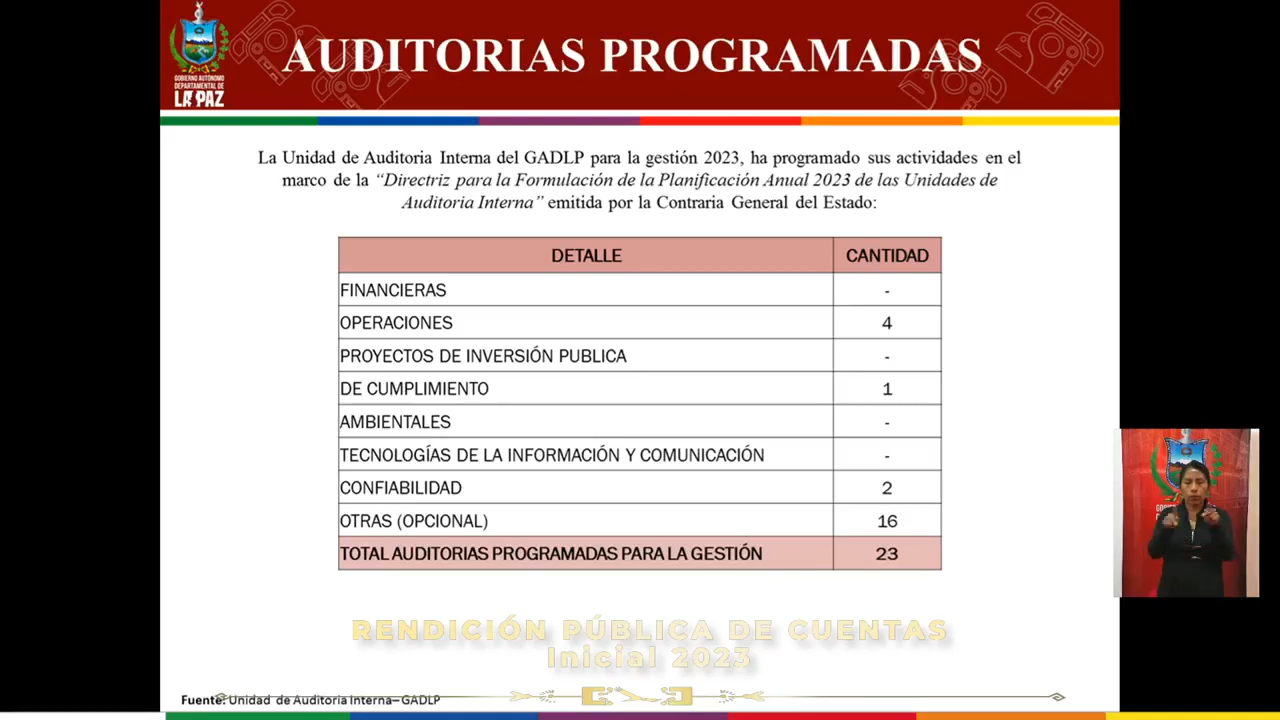 GOBIERNO AUTÓNOMO
DEPARTAMENTAL DE
LA PAZ
AUDITORIAS PROGRAMADAS
La Unidad de Auditoria Interna del GADLP para la gestión 2023, ha programado sus actividades en el
marco de la “Directriz para la Formulación de la Planificación Anual 2023 de las Unidades de
Auditoria Interna” emitida por la Contraria General del Estado:
DETALLE CANTIDAD
FINANCIERAS -
OPERACIONES 4
PROYECTOS DE INVERSIÓN PUBLICA -
DE CUMPLIMIENTO 1
AMBIENTALES -
TECNOLOGÍAS DE LA INFORMACIÓN Y COMUNICACIÓN -
CONFIABILIDAD 2
OTRAS (OPCIONAL) 16
TOTAL AUDITORIAS PROGRAMADAS PARA LA GESTIÓN 23
RENDICIÓN PÚBLICA DE CUENTAS
Inicial 2023
Fuente: Unidad de Auditoria Interna– GADLP